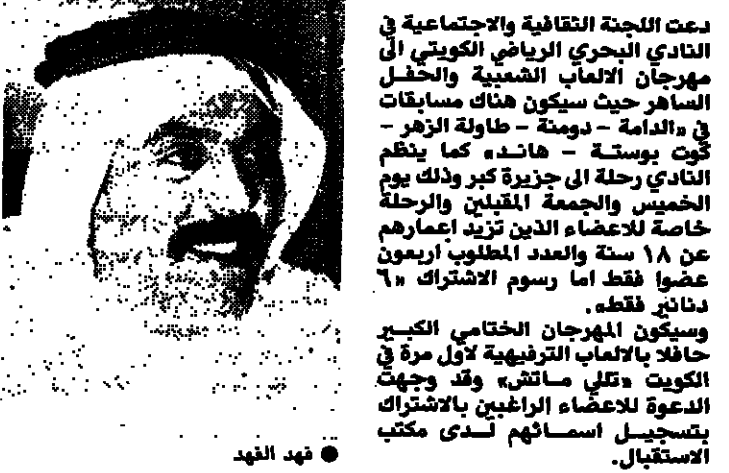 دعت اللجنة الثقافية والاجتماعية في
النادي البحري الرياضي الكويتي الى
مهرجان الالعاب الشعبية والحفل
الساهر حيث سيكون هناك مسابقات
في «الدامة – دومنة – طاولة الزهر –
كوت بوستة – هاند» كما ينظم
النادي رحلة الى جزيرة كبر وذلك يوم
الخميس والجمعة المقبلين والرحلة
خاصة للاعضاء الذين تزيد اعمارهم
عن ١٨ سنة والعدد المطلوب اربعون
عضوا فقط اما رسوم الاشتراك «٦
دنانير فقط» .
وسيكون المهرجان الختامي الكبير
حافلا بالالعاب الترفيهية لاول مرة في
الكويت «تللي ماتش» وقد وجهت
الدعوة للاعضاء الراغبين بالاشتراك
بتسجيل اسمائهم لدى مكتب
الاستقبال.
● فهد الفهد